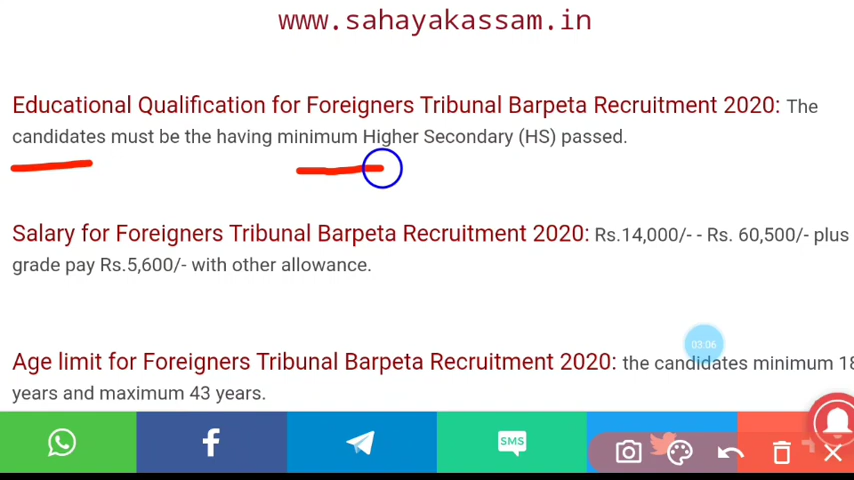 www.sahayakassam.in
Educational Qualification for Foreigners Tribunal Barpeta Recruitment 2020: The
candidates must be the having minimum Higher Secondary (HS) passed.
Salary for Foreigners Tribunal Barpeta Recruitment 2020: Rs.14,000/- - Rs. 60,500/- plus
grade pay Rs.5,600/- with other allowance.
03:06
Age limit for Foreigners Tribunal Barpeta Recruitment 2020: the candidates minimum 18
years and maximum 43 years.
SMS